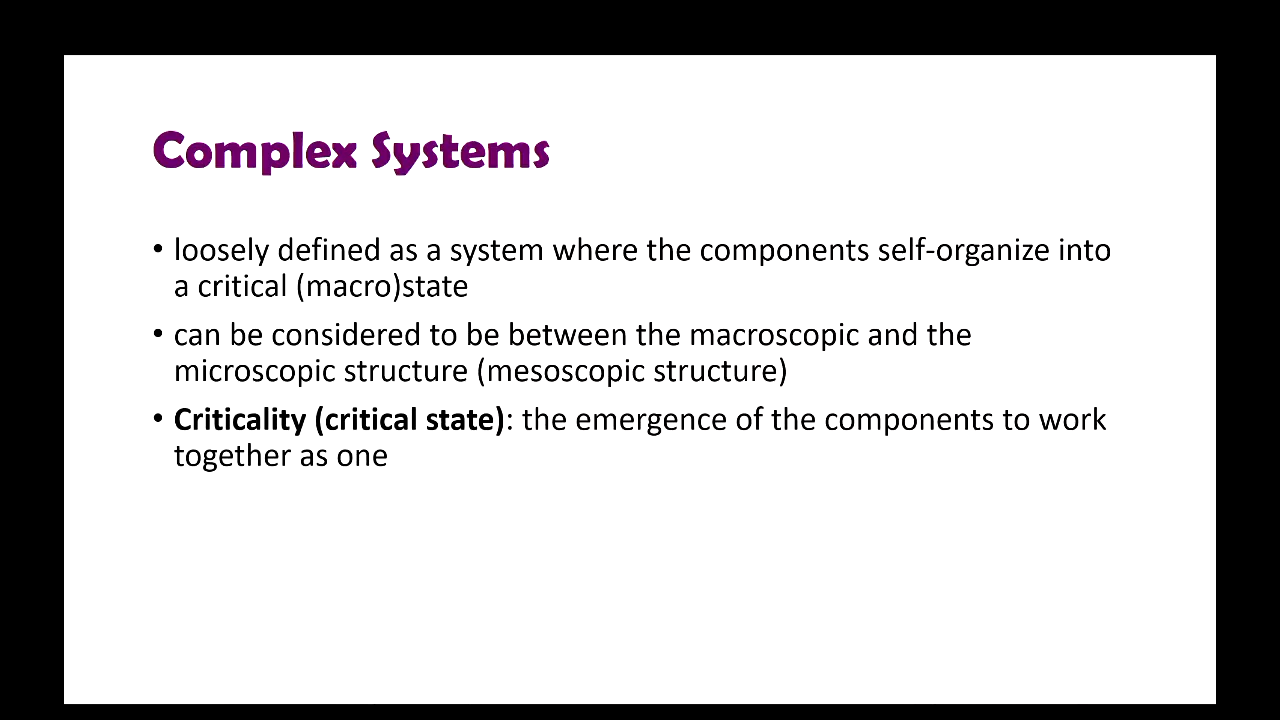 Complex Systems
• loosely defined as a system where the components self-organize into
a critical (macro)state
• can be considered to be between the macroscopic and the
microscopic structure (mesoscopic structure)
• Criticality (critical state): the emergence of the components to work
together as one